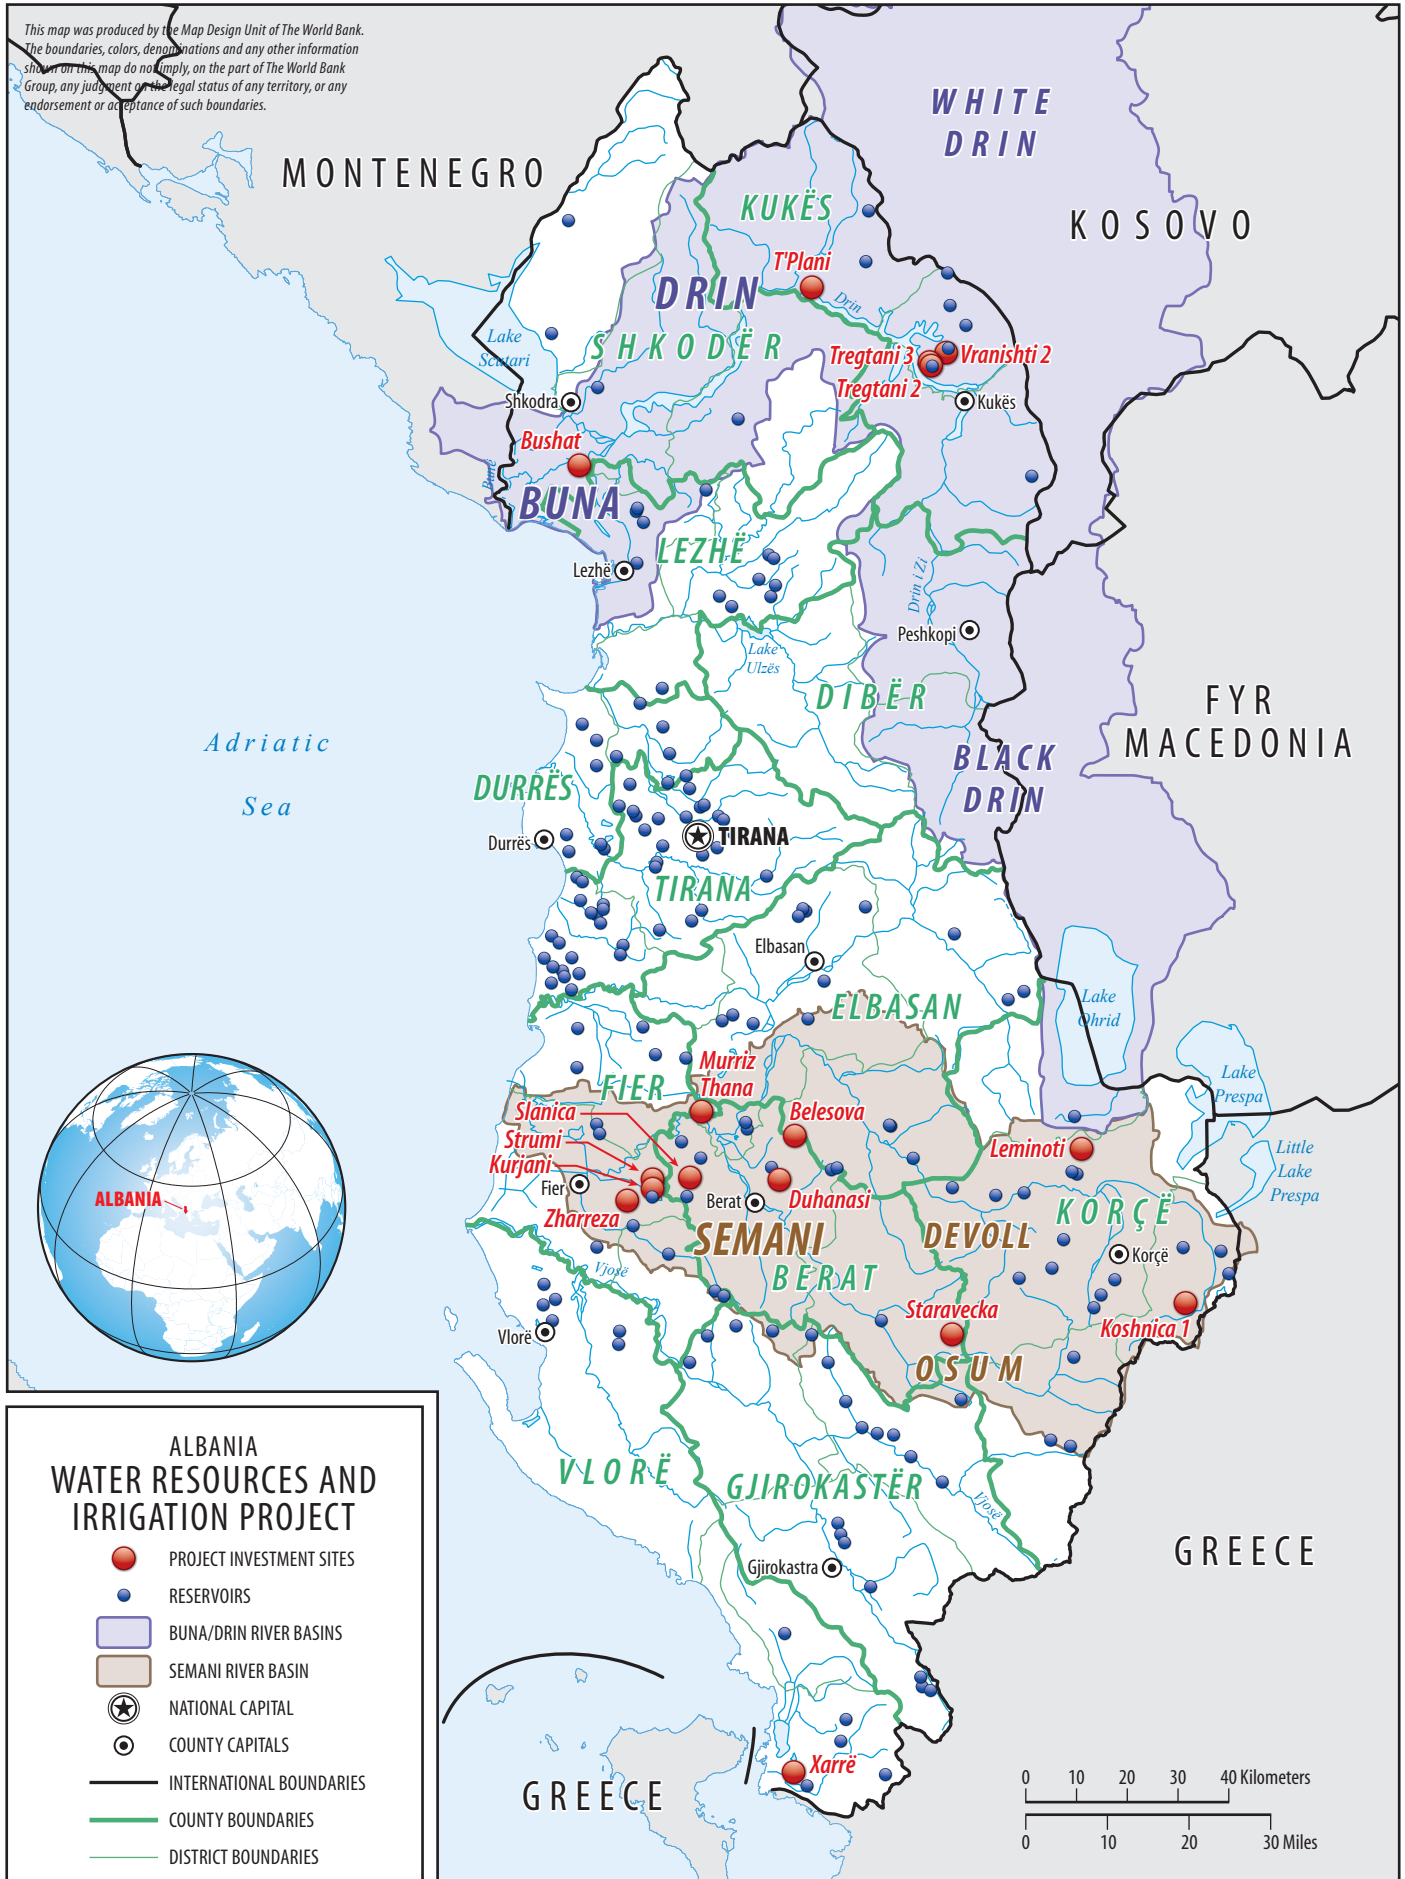 This map was produced by the Map Design Unit of The World Bank.
The boundaries, colors, denominations and any other information
shown on this map do not imply, on the part of The World Bank
Group, any judgment on the legal status of any territory, or any
endorsement or acceptance of such boundaries.
WHITE
DRIN
MONTENEGRO
KOSOVO
KUKËS
T'Plani
DRIN
Drin
SHKODËR
Lake
Scutari
Tregtani 3
Vranishti 2
Tregtani 2
Shkodra
Kukës
Bushat
Bunë
BUNA
LEZHË
Lezhë
Drin i Zi
Peshkopi
Lake
Ulzës
DIBËR
FYR
MACEDONIA
Adriatic
Sea
BLACK
DRIN
DURRËS
Durrës
TIRANA
TIRANA
Elbasan
ELBASAN
Lake
Ohrid
Murriz
Thana
FIER
Lake
Prespa
Slanica
Belesova
Strumi
Leminoti
Little
Lake
Prespa
Kurjani
Fier
Berat
Duhanasi
Zharreza
ALBANIA
KORÇË
SEMANI
DEVOLL
Korçë
BERAT
Vjosë
Staravecka
Koshnica 1
Vlorë
OSUM
VLORË
GJIROKASTËR
Vjosë
GREECE
Gjirokastra
Xarrë
GREECE
ALBANIA
WATER RESOURCES AND
IRRIGATION PROJECT
PROJECT INVESTMENT SITES
RESERVOIRS
BUNA/DRIN RIVER BASINS
SEMANI RIVER BASIN
NATIONAL CAPITAL
COUNTY CAPITALS
INTERNATIONAL BOUNDARIES
COUNTY BOUNDARIES
DISTRICT BOUNDARIES
0 10 20 30 40 Kilometers
0 10 20 30 Miles